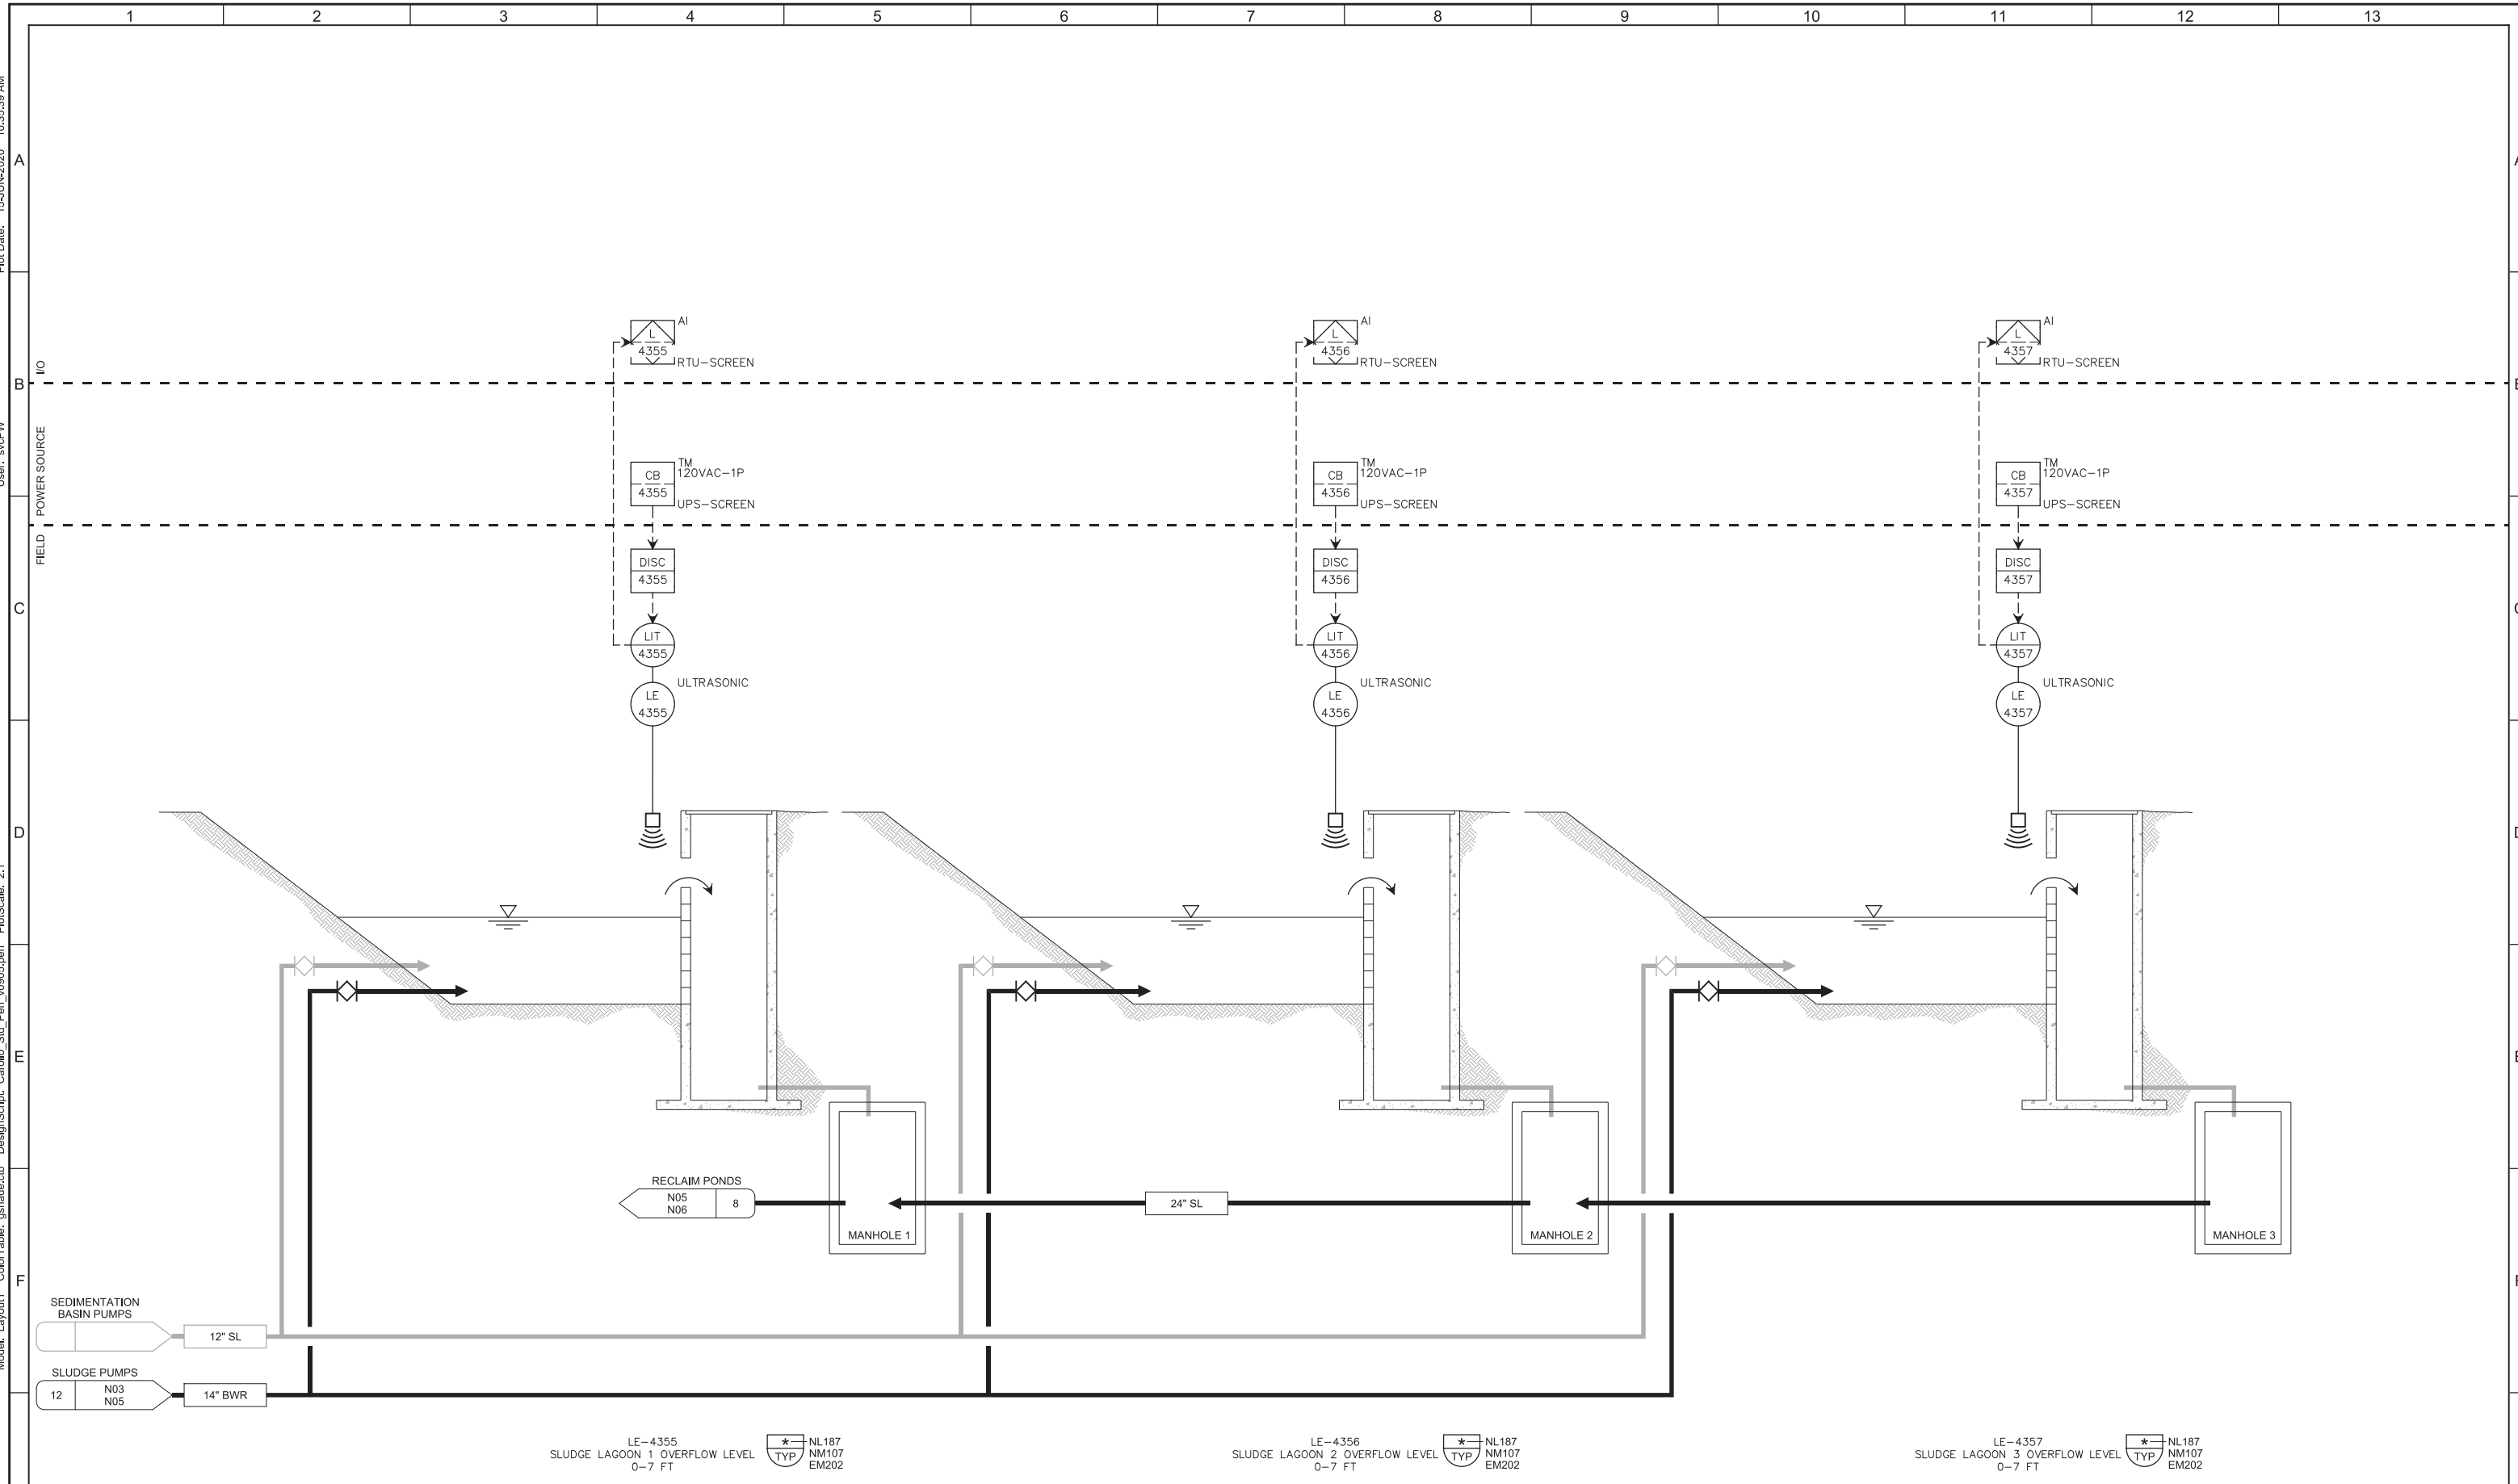 1 2 3 4 5 6 7 8 9 10 11 12 13
A
I/O
AI
L
4355
RTU-SCREEN
AI
L
4356
RTU-SCREEN
AI
L
4357
RTU-SCREEN
B
POWER SOURCE
CB
4355
TM
120VAC-1P
UPS-SCREEN
CB
4356
TM
120VAC-1P
UPS-SCREEN
CB
4357
TM
120VAC-1P
UPS-SCREEN
FIELD
DISC
4355
DISC
4356
DISC
4357
C
LIT
4355
LIT
4356
LIT
4357
ULTRASONIC
LE
4355
ULTRASONIC
LE
4356
ULTRASONIC
LE
4357
D
E
RECLAIM PONDS
N05
N06
8
24" SL
MANHOLE 1
MANHOLE 2
MANHOLE 3
F
SEDIMENTATION
BASIN PUMPS
12" SL
SLUDGE PUMPS
12
N03
N05
14" BWR
LE-4355
SLUDGE LAGOON 1 OVERFLOW LEVEL
0-7 FT
*
TYP
NL187
NM107
EM202
LE-4356
SLUDGE LAGOON 2 OVERFLOW LEVEL
0-7 FT
*
TYP
NL187
NM107
EM202
LE-4357
SLUDGE LAGOON 3 OVERFLOW LEVEL
0-7 FT
*
TYP
NL187
NM107
EM202